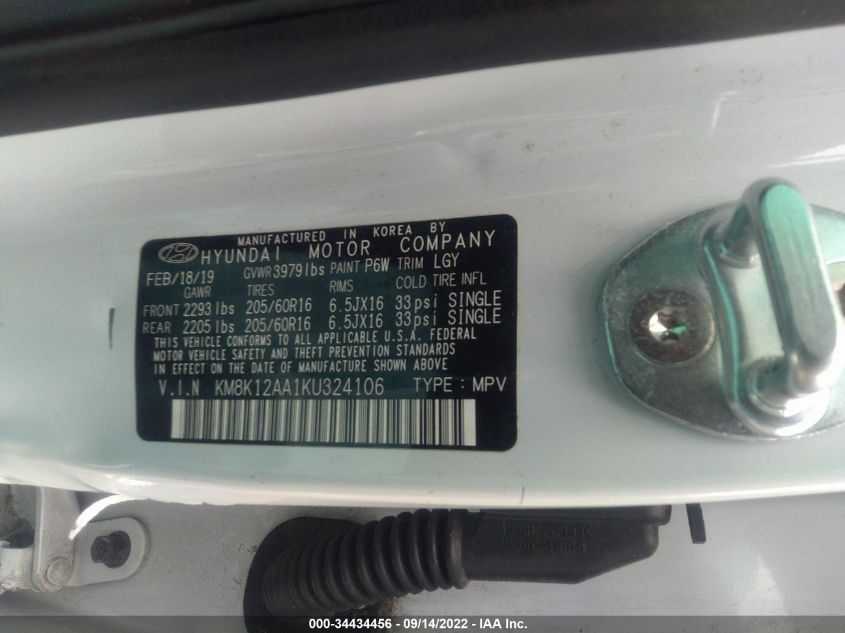 MANUFACTURED IN KOREA BY
HYUNDAI MOTOR COMPANY
FEB/18/19 GVWR 3979lbs PAINT P6W TRIM LGY
GAWR TIRES RIMS COLD TIRE INFL
FRONT 2293lbs 205/60R16 6.5JX16 33psi SINGLE
REAR 2205lbs 205/60R16 6.5JX16 33psi SINGLE
THIS VEHICLE CONFORMS TO ALL APPLICABLE U.S.A. FEDERAL
MOTOR VEHICLE SAFETY AND THEFT PREVENTION STANDARDS
IN EFFECT ON THE DATE OF MANUFACTURE SHOWN ABOVE
V.I.N KM8K12AA1KU324106 TYPE : MPV
000-34434456 - 09/14/2022 - IAA Inc.